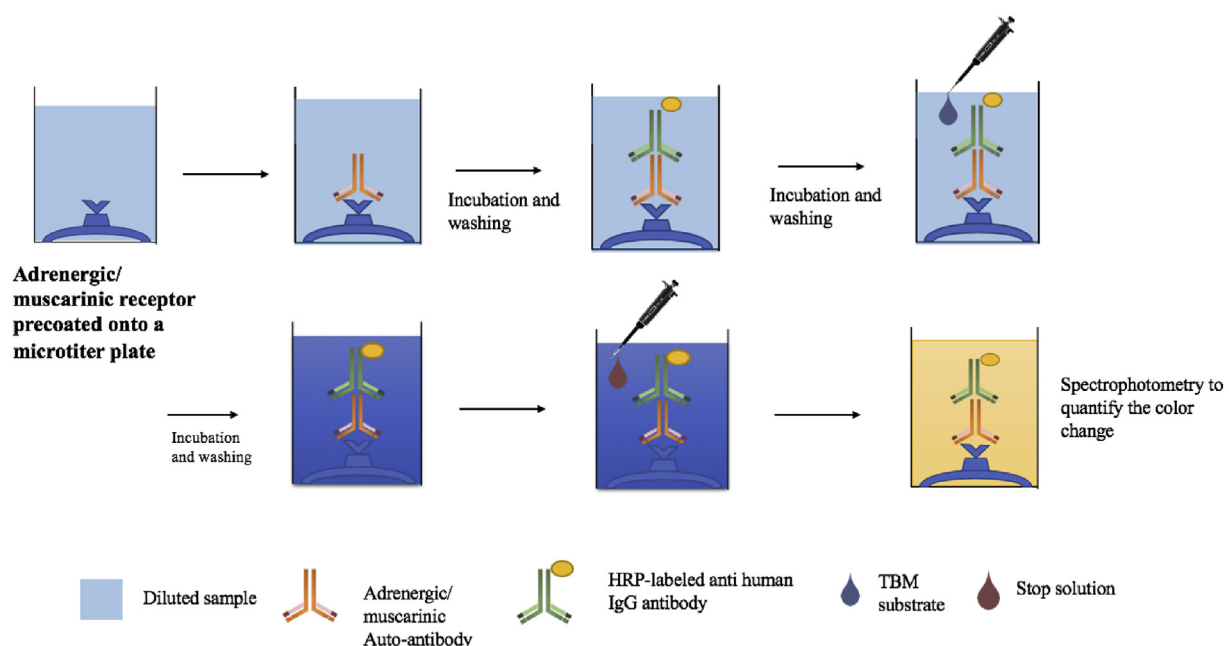 Incubation and
washing
Incubation and
washing
Adrenergic/
muscarinic receptor
precoated onto a
microtiter plate
Incubation
and washing
Spectrophotometry to
quantify the color
change
Diluted sample
Adrenergic/
muscarinic
Auto-antibody
HRP-labeled anti human
IgG antibody
TBM
substrate
Stop solution